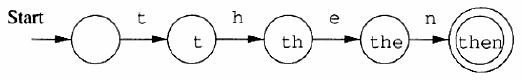 Start t h e n
t th the then